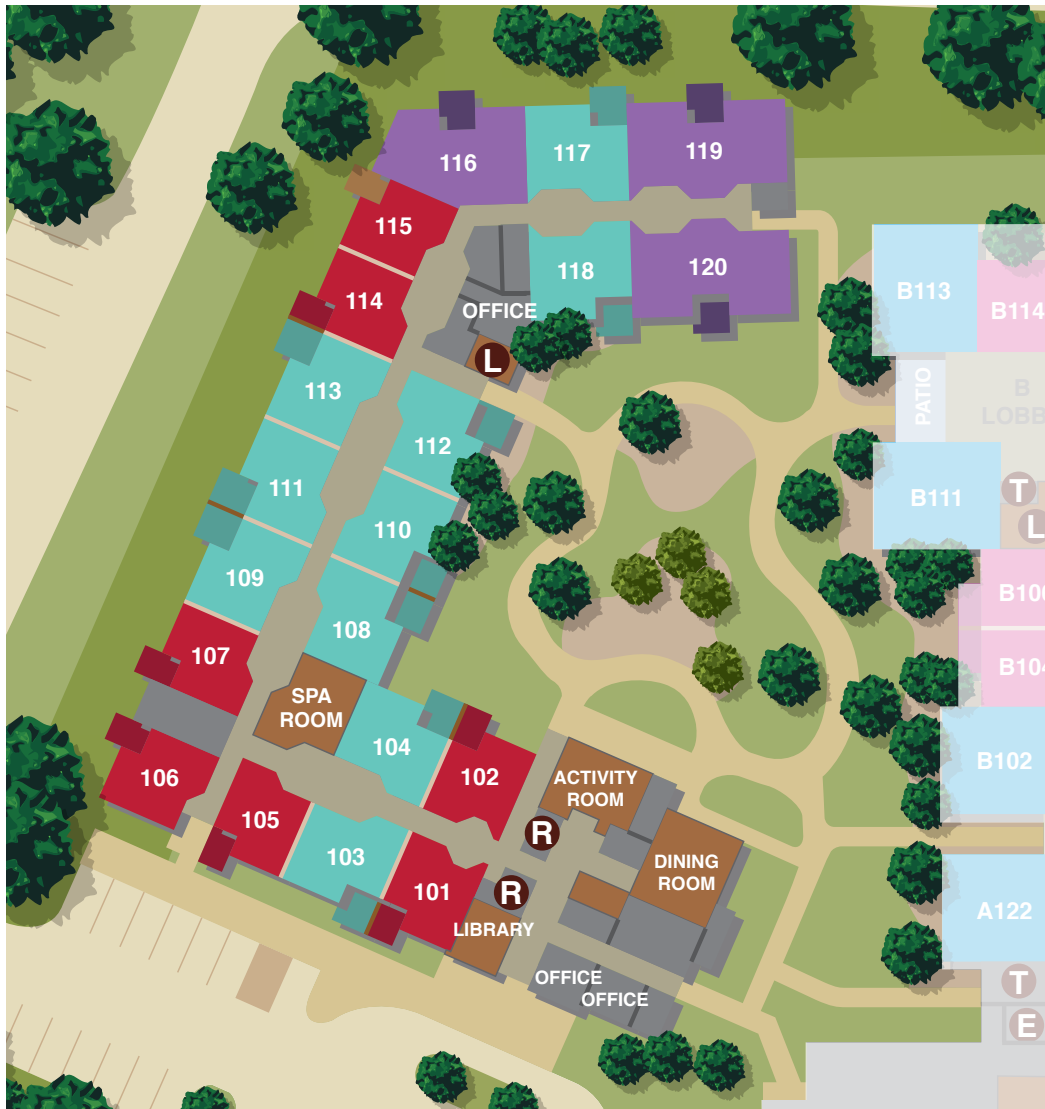 117
119
116
115
118
120
B113
114
OFFICE
B114
L
113
PATIO
B
LOBB
112
111
B111
T
110
L
109
B106
108
107
B104
SPA
ROOM
104
B102
102
106
ACTIVITY
ROOM
105
R
103
DINING
ROOM
101
R
A122
LIBRARY
OFFICE
T
OFFICE
E